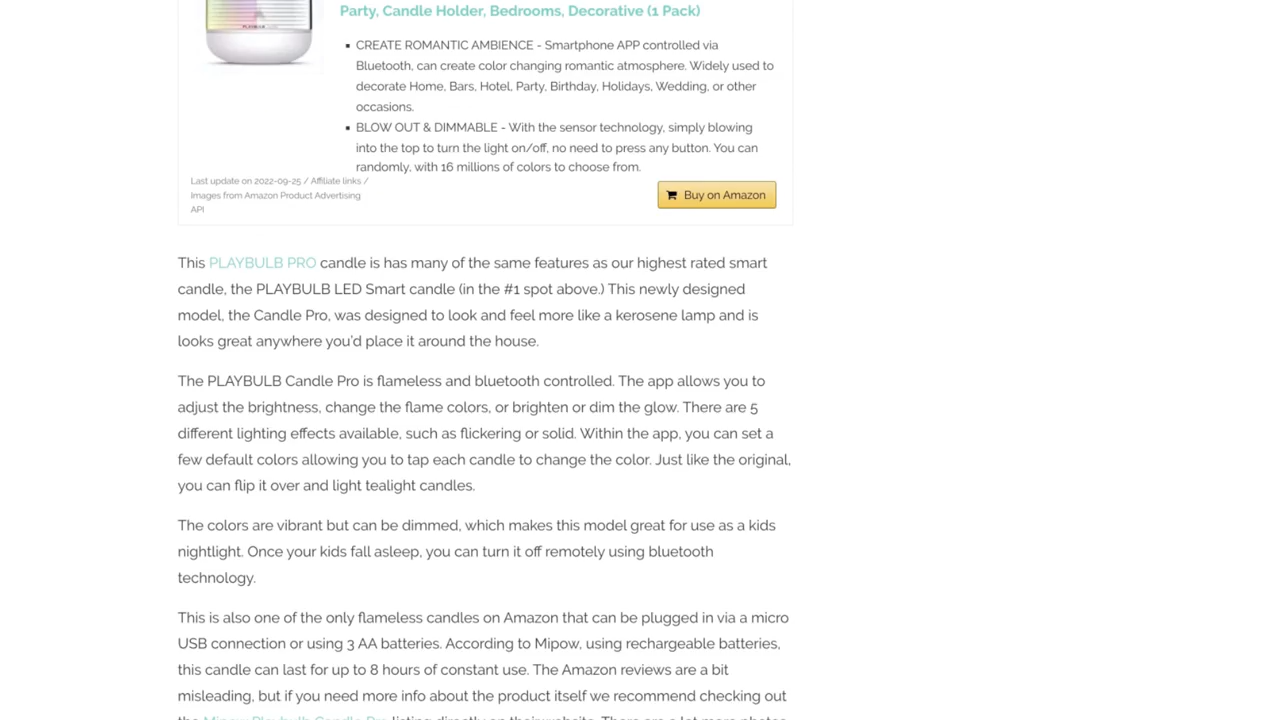 Party, Candle Holder, Bedrooms, Decorative (1 Pack)
▪ CREATE ROMANTIC AMBIENCE - Smartphone APP controlled via
Bluetooth, can create color changing romantic atmosphere. Widely used to
decorate Home, Bars, Hotel, Party, Birthday, Holidays, Wedding, or other
occasions.
▪ BLOW OUT & DIMMABLE - With the sensor technology, simply blowing
into the top to turn the light on/off, no need to press any button. You can
randomly, with 16 millions of colors to choose from.
Last update on 2022-09-25 / Affiliate links /
Images from Amazon Product Advertising
API
Buy on Amazon
This PLAYBULB PRO candle is has many of the same features as our highest rated smart
candle, the PLAYBULB LED Smart candle (in the #1 spot above.) This newly designed
model, the Candle Pro, was designed to look and feel more like a kerosene lamp and is
looks great anywhere you'd place it around the house.
The PLAYBULB Candle Pro is flameless and bluetooth controlled. The app allows you to
adjust the brightness, change the flame colors, or brighten or dim the glow. There are 5
different lighting effects available, such as flickering or solid. Within the app, you can set a
few default colors allowing you to tap each candle to change the color. Just like the original,
you can flip it over and light tealight candles.
The colors are vibrant but can be dimmed, which makes this model great for use as a kids
nightlight. Once your kids fall asleep, you can turn it off remotely using bluetooth
technology.
This is also one of the only flameless candles on Amazon that can be plugged in via a micro
USB connection or using 3 AA batteries. According to Mipow, using rechargeable batteries,
this candle can last for up to 8 hours of constant use. The Amazon reviews are a bit
misleading, but if you need more info about the product itself we recommend checking out
the Mipow Playbulb Candle Pro listing directly on their website. There are a lot more photos